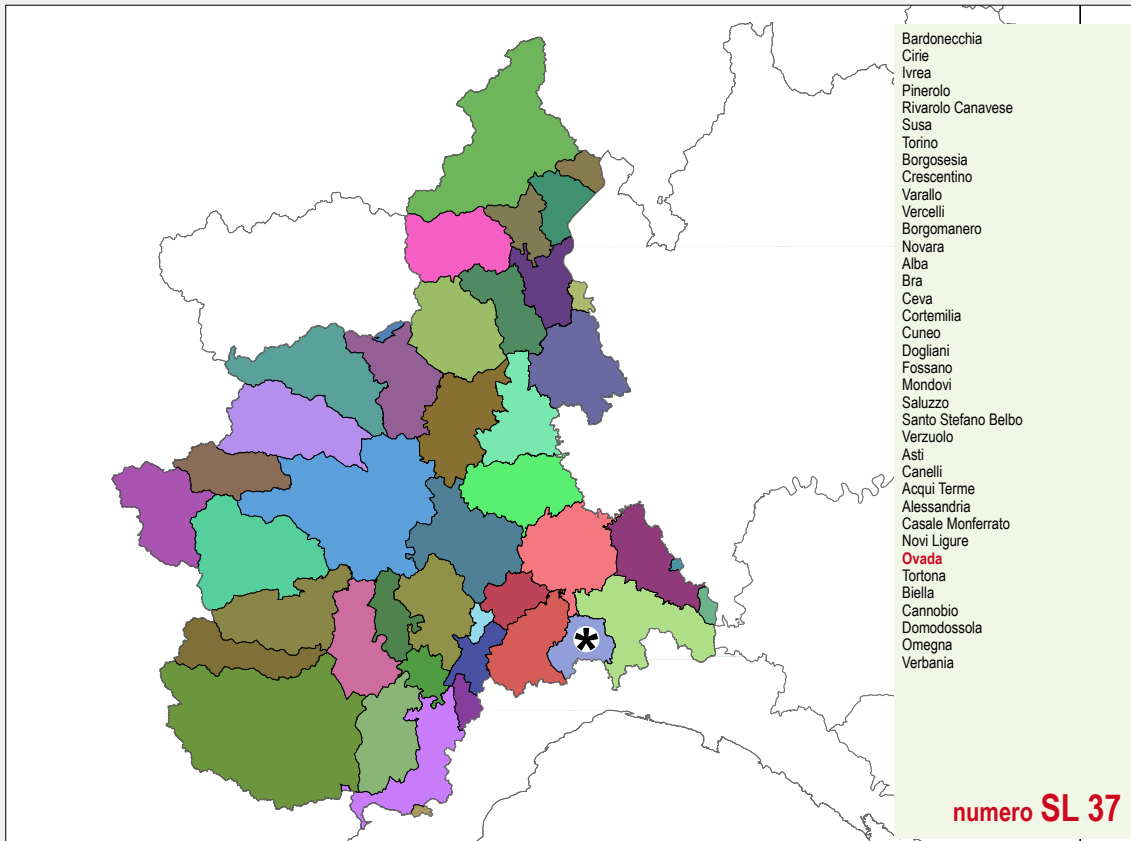 Bardonecchia
Cirie
Ivrea
Pinerolo
Rivarolo Canavese
Susa
Torino
Borgosesia
Crescentino
Varallo
Vercelli
Borgomanero
Novara
Alba
Bra
Ceva
Cortemilia
Cuneo
Dogliani
Fossano
Mondovi
Saluzzo
Santo Stefano Belbo
Verzuolo
Asti
Canelli
Acqui Terme
Alessandria
Casale Monferrato
Novi Ligure
Ovada
Tortona
Biella
Cannobio
Domodossola
Omegna
Verbania
*
numero SL 37